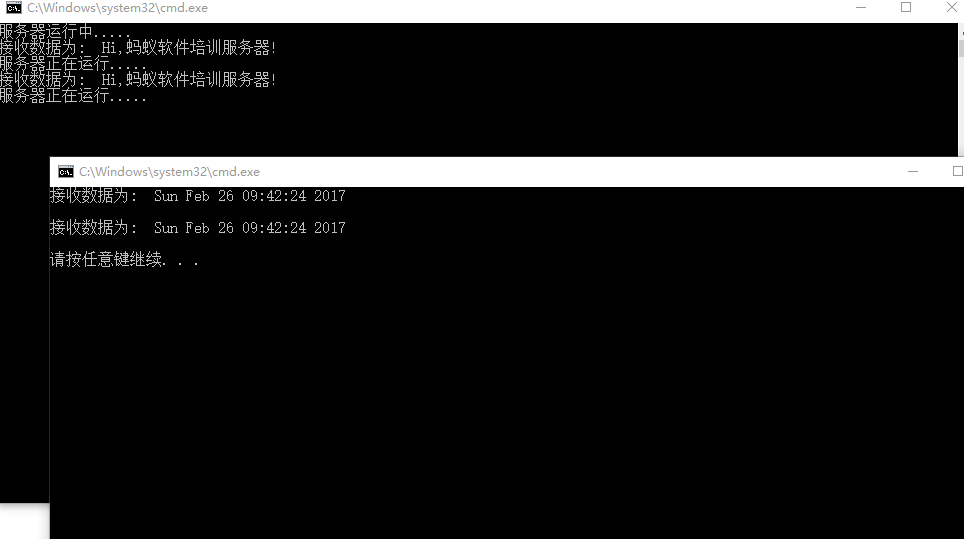 C:\Windows\system32\cmd.exe
服务器运行中.....
接收数据为:  Hi,蚂蚁软件培训服务器!
服务器正在运行.....
接收数据为:  Hi,蚂蚁软件培训服务器!
服务器正在运行.....
C:\Windows\system32\cmd.exe
接收数据为:  Sun Feb 26 09:42:24 2017
接收数据为:  Sun Feb 26 09:42:24 2017
请按任意键继续. . .